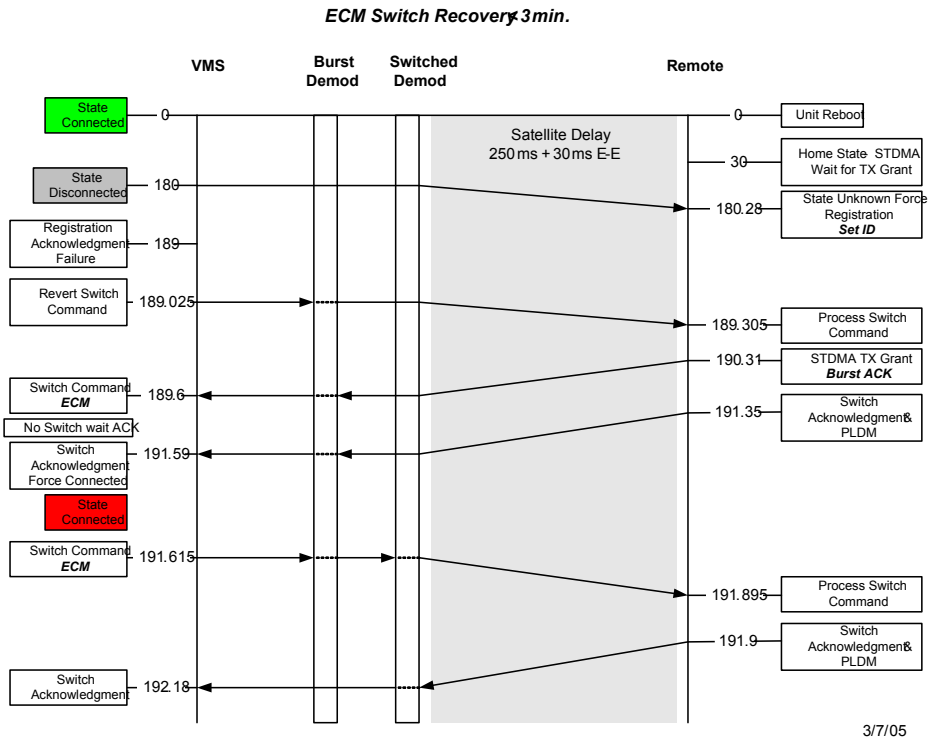 ECM Switch Recovery < 3 min.
VMS
Burst
Demod
Switched
Demod
Remote
State
Connected
0
0
Unit Reboot
Satellite Delay
250 ms + 30 ms E-E
30
Home State - STDMA
Wait for TX Grant
State
Disconnected
180
180.28
State Unknown Force
Registration
Set ID
Registration
Acknowledgment
Failure
189
Revert Switch
Command
189.025
189.305
Process Switch
Command
190.31
STDMA TX Grant
Burst ACK
Switch Command
ECM
189.6
191.35
Switch
Acknowledgment &
PLDM
No Switch wait ACK
Switch
Acknowledgment
Force Connected
191.59
State
Connected
Switch Command
ECM
191.615
191.895
Process Switch
Command
191.9
Switch
Acknowledgment &
PLDM
Switch
Acknowledgment
192.18
3/7/05